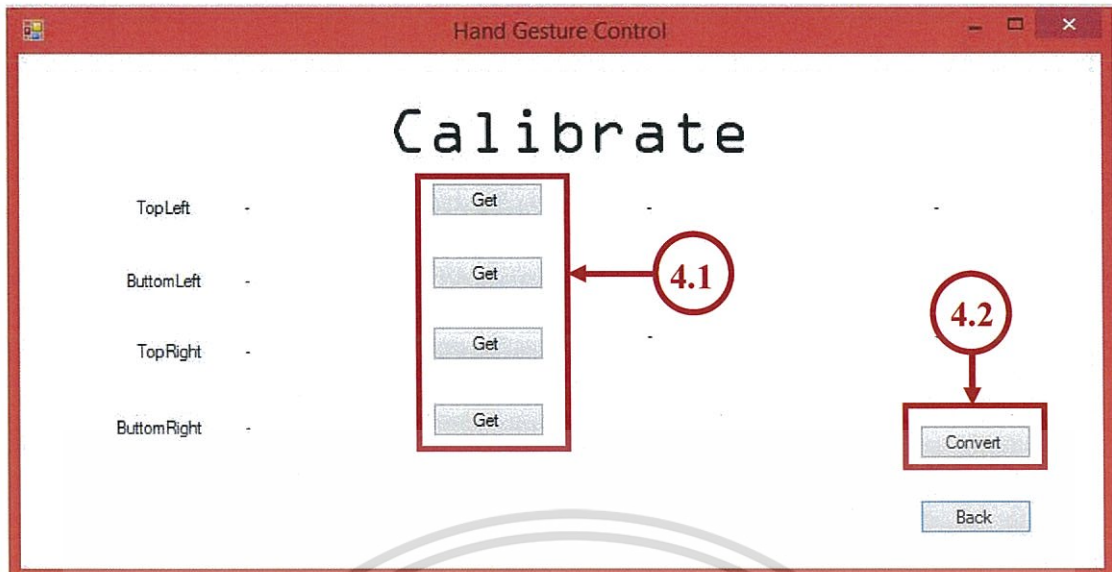 Hand Gesture Control
Calibrate
TopLeft - Get - -
ButtomLeft - Get 4.1
4.2
TopRight - Get -
ButtomRight - Get
Convert
Back